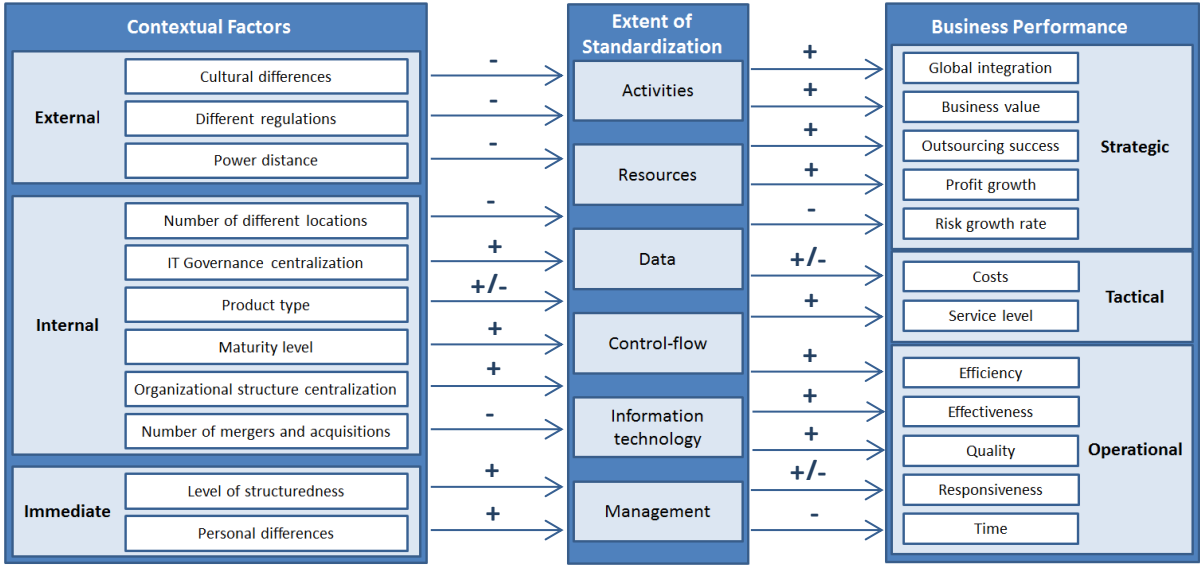 Contextual Factors
External
Cultural differences
Different regulations
Power distance
Internal
Number of different locations
IT Governance centralization
Product type
Maturity level
Organizational structure centralization
Number of mergers and acquisitions
Immediate
Level of structuredness
Personal differences
-
-
-
-
+
+/-
+
+
-
+
+
Extent of
Standardization
Activities
Resources
Data
Control-flow
Information
technology
Management
+
+
+
+
-
+/-
+
+
+
+
+/-
-
Business Performance
Global integration
Business value
Outsourcing success
Profit growth
Risk growth rate
Strategic
Costs
Service level
Tactical
Efficiency
Effectiveness
Quality
Responsiveness
Time
Operational